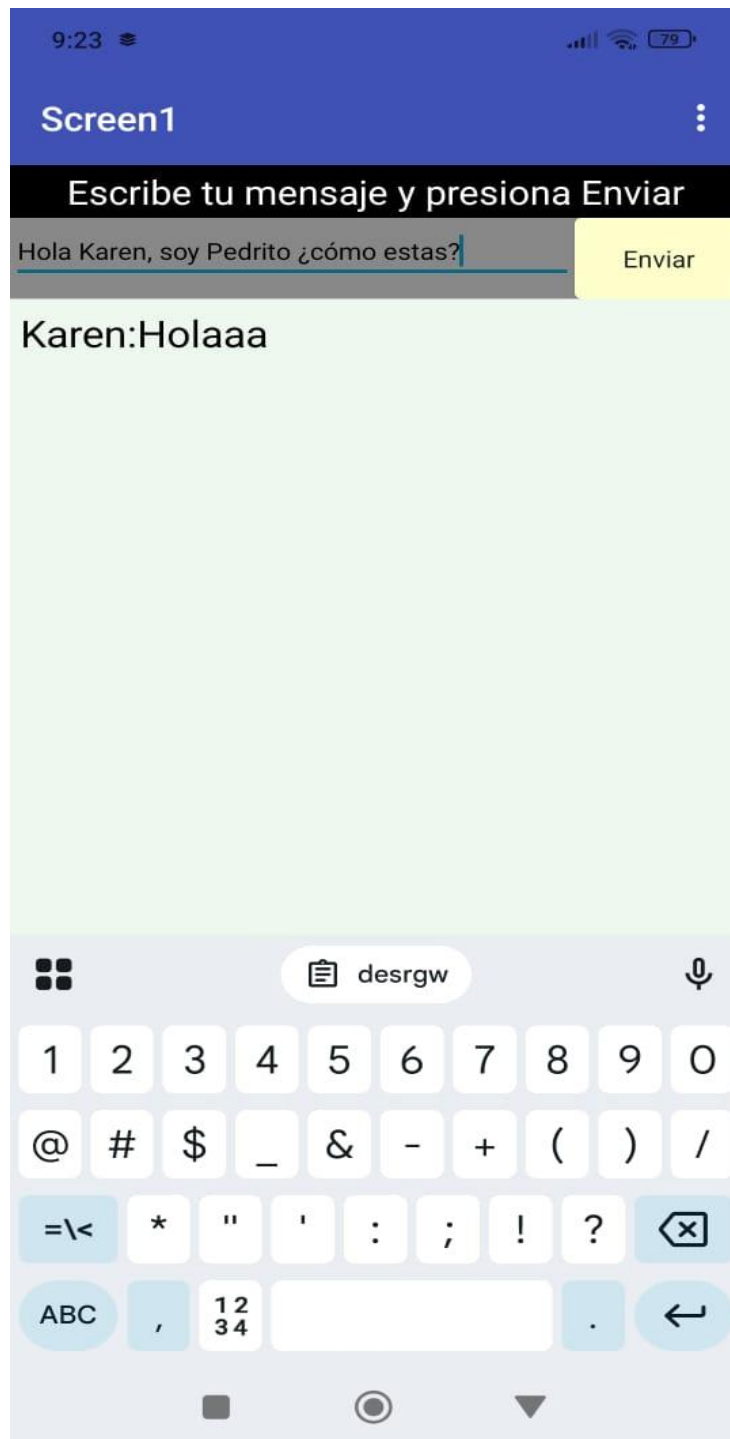 9:23 79
Screen1
Escribe tu mensaje y presiona Enviar
Hola Karen, soy Pedrito ¿cómo estas?
Enviar
Karen:Holaaa
desrgw
1 2 3 4 5 6 7 8 9 0
@ # $ _ & - + ( ) /
=\< * " ' : ; ! ?
ABC , 12 34 .